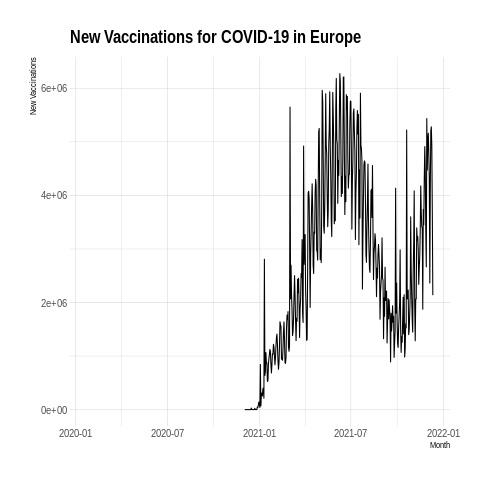 New Vaccinations for COVID-19 in Europe
New Vaccinations
6e+06
4e+06
2e+06
0e+00
2020-01 2020-07 2021-01 2021-07 2022-01
Month